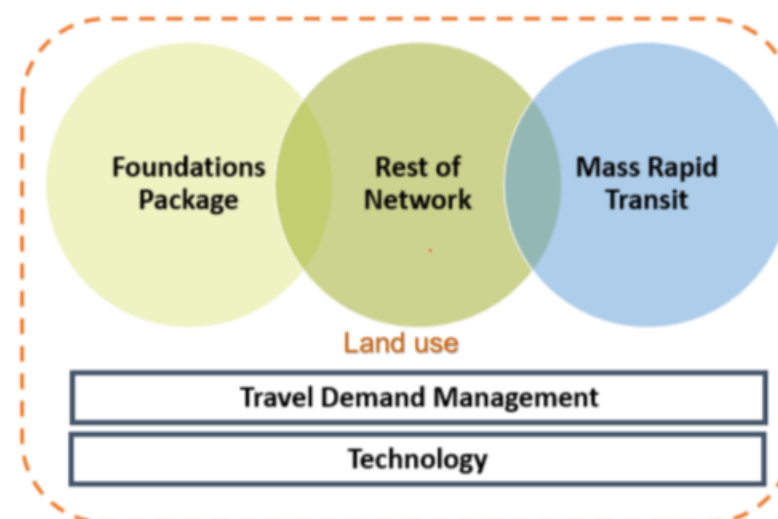 Foundations
Package
Rest of
Network
Mass Rapid
Transit
Land use
Travel Demand Management
Technology